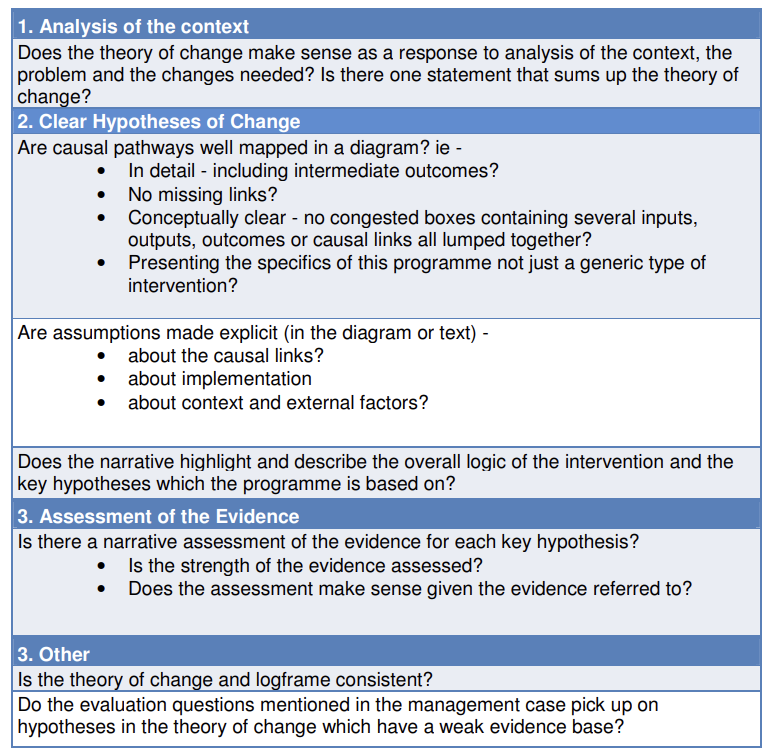 1. Analysis of the context
Does the theory of change make sense as a response to analysis of the context, the
problem and the changes needed? Is there one statement that sums up the theory of
change?
2. Clear Hypotheses of Change
Are causal pathways well mapped in a diagram? ie -
• In detail - including intermediate outcomes?
• No missing links?
• Conceptually clear - no congested boxes containing several inputs,
outputs, outcomes or causal links all lumped together?
• Presenting the specifics of this programme not just a generic type of
intervention?
Are assumptions made explicit (in the diagram or text) -
• about the causal links?
• about implementation
• about context and external factors?
Does the narrative highlight and describe the overall logic of the intervention and the
key hypotheses which the programme is based on?
3. Assessment of the Evidence
Is there a narrative assessment of the evidence for each key hypothesis?
• Is the strength of the evidence assessed?
• Does the assessment make sense given the evidence referred to?
3. Other
Is the theory of change and logframe consistent?
Do the evaluation questions mentioned in the management case pick up on
hypotheses in the theory of change which have a weak evidence base?